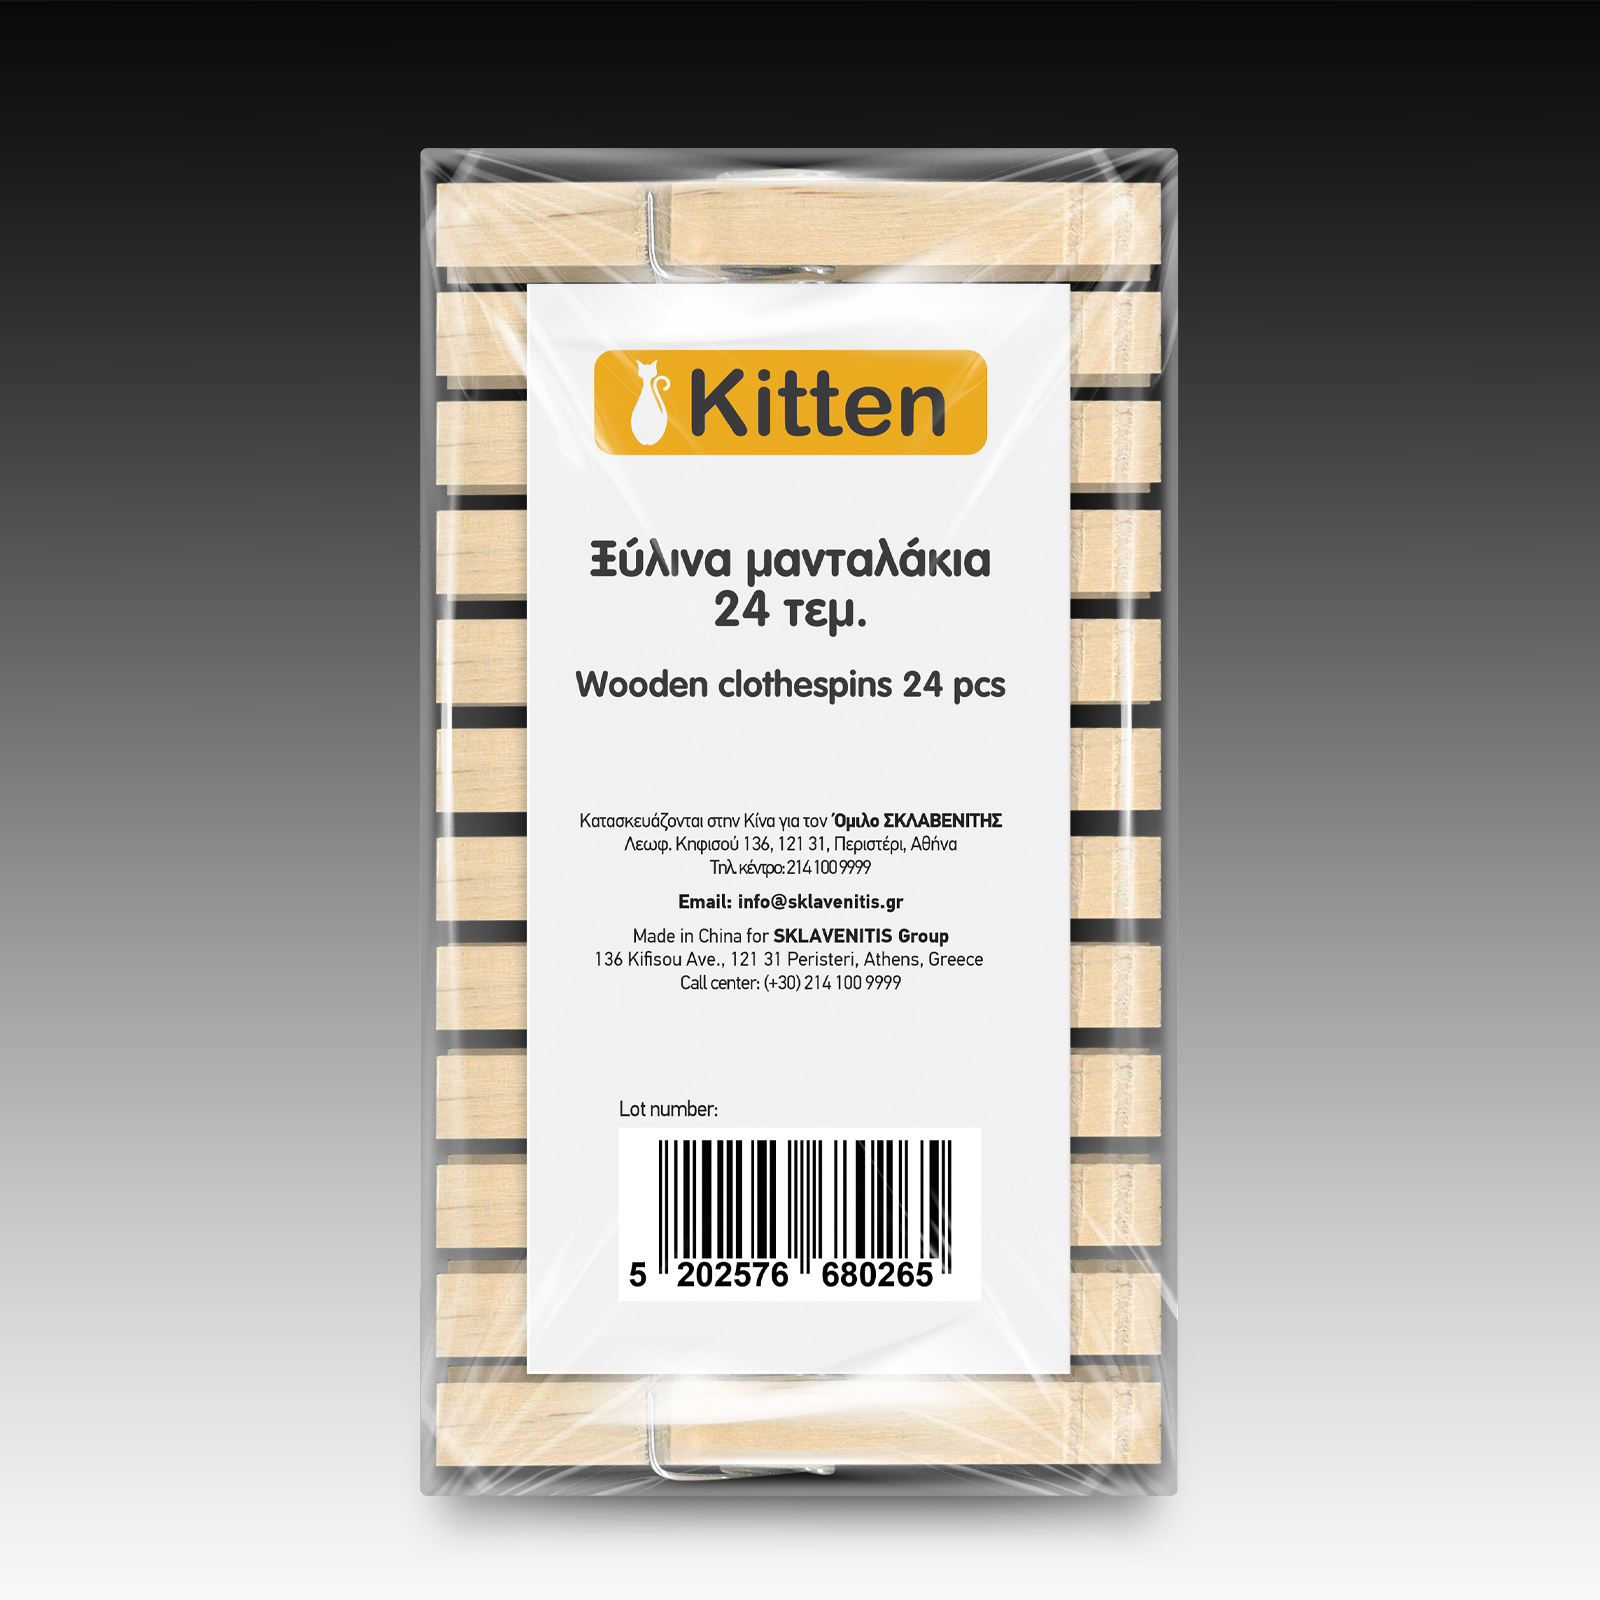 Kitten
Ξύλινα μανταλάκια
24 τεμ.
Wooden clothespins 24 pcs
Κατασκευάζονται στην Κίνα για τον Όμιλο ΣΚΛΑΒΕΝΙΤΗΣ
Λεωφ. Κηφισού 136, 121 31, Περιστέρι, Αθήνα
Τηλ. κέντρο: 214 100 9999
Email: info@sklavenitis.gr
Made in China for SKLAVENITIS Group
136 Kifisou Ave., 121 31 Peristeri, Athens, Greece
Call center: (+30) 214 100 9999
Lot number:
5 202576 680265